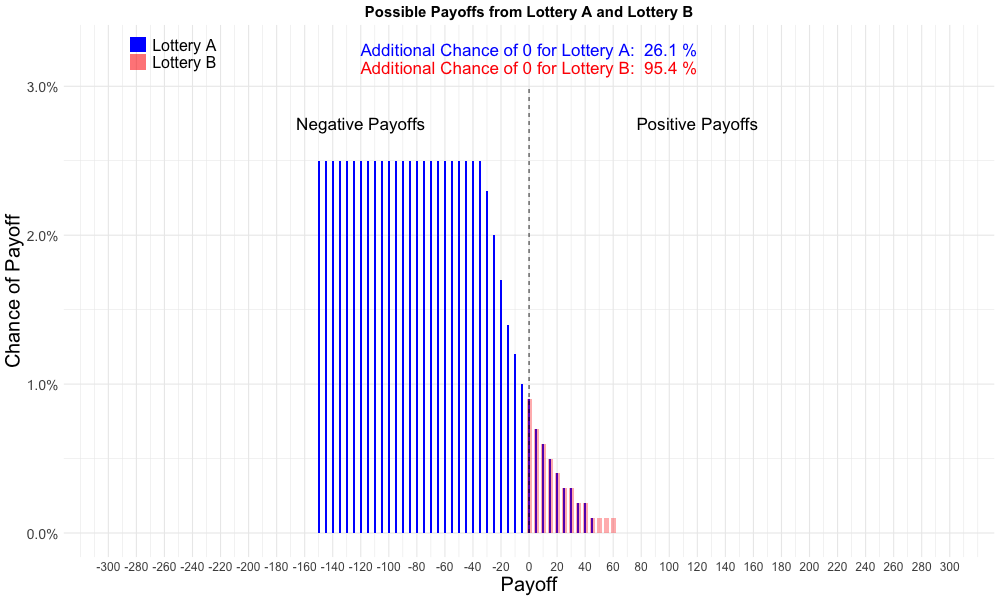 Possible Payoffs from Lottery A and Lottery B
Lottery A
Lottery B
Additional Chance of 0 for Lottery A: 26.1 %
Additional Chance of 0 for Lottery B: 95.4 %
Negative Payoffs
Positive Payoffs
Chance of Payoff
3.0%
2.0%
1.0%
0.0%
-300 -280 -260 -240 -220 -200 -180 -160 -140 -120 -100 -80 -60 -40 -20 0 20 40 60 80 100 120 140 160 180 200 220 240 260 280 300
Payoff